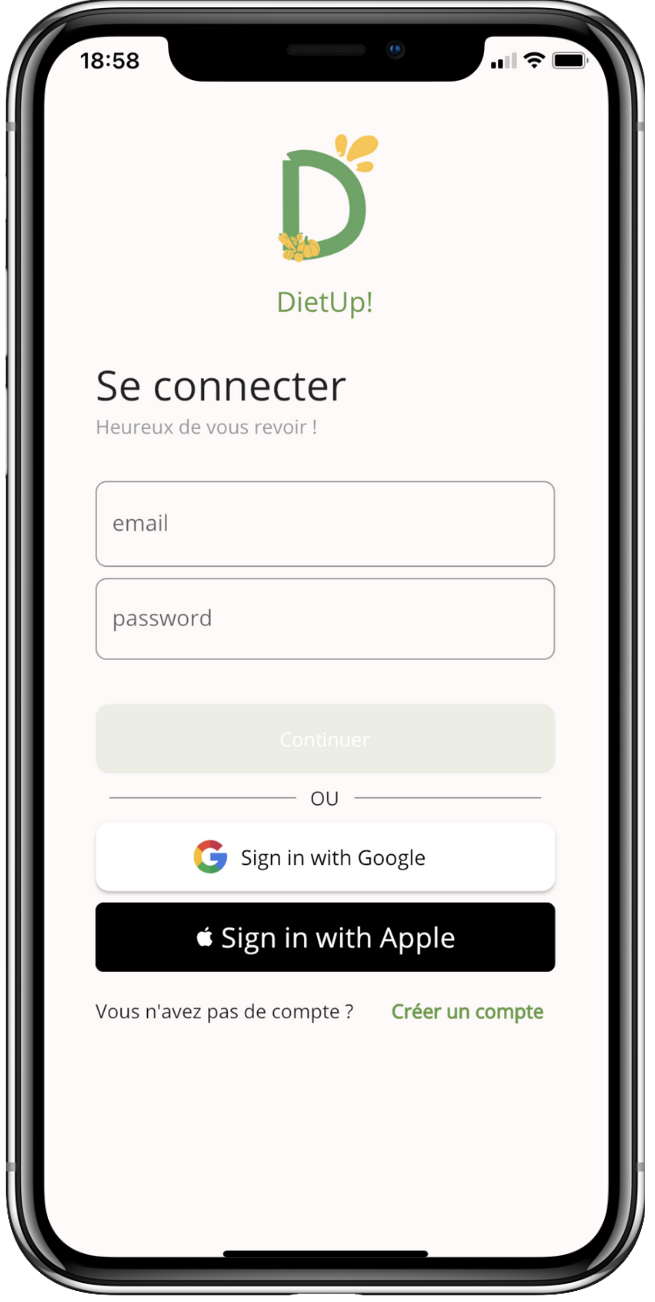 18:58
DietUp!
Se connecter
Heureux de vous revoir !
email
password
Continuer
OU
Sign in with Google
Sign in with Apple
Vous n'avez pas de compte ? Créer un compte